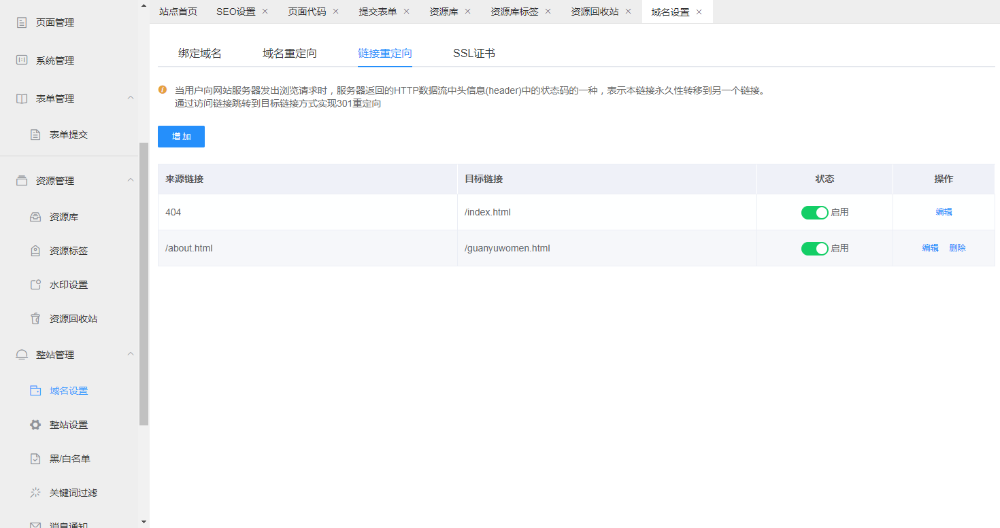 页面管理
系统管理
表单管理
表单提交
资源管理
资源库
资源标签
水印设置
资源回收站
整站管理
域名设置
整站设置
黑/白名单
关键词过滤
消息通知
站点首页 SEO设置 页面代码 提交表单 资源库 资源库标签 资源回收站 域名设置
绑定域名 域名重定向 链接重定向 SSL证书
当用户向网站服务器发出浏览请求时，服务器返回的HTTP数据流中头信息(header)中的状态码的一种，表示本链接永久性转移到另一个链接。
通过访问链接跳转到目标链接方式实现301重定向
增加
来源链接 目标链接 状态 操作
404 /index.html 启用 编辑
/about.html /guanyuwomen.html 启用 编辑 删除